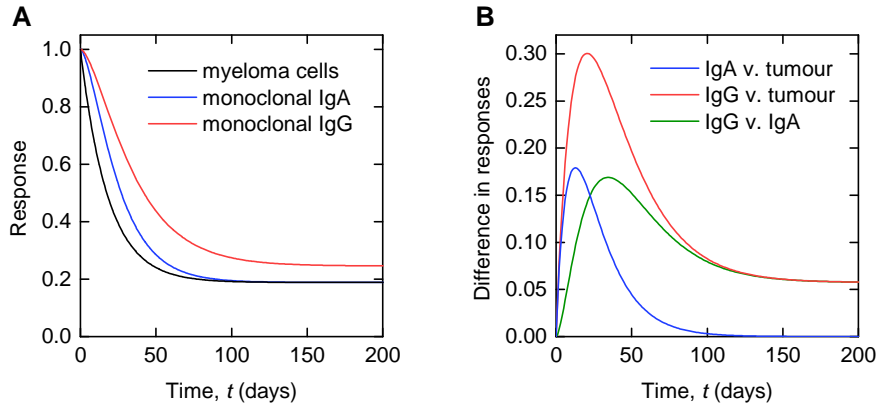 A
Response
1.0
0.8
0.6
0.4
0.2
0.0
myeloma cells
monoclonal IgA
monoclonal IgG
0 50 100 150 200
Time, t (days)
B
Difference in responses
0.30
0.25
0.20
0.15
0.10
0.05
0.00
IgA v. tumour
IgG v. tumour
IgG v. IgA
0 50 100 150 200
Time, t (days)